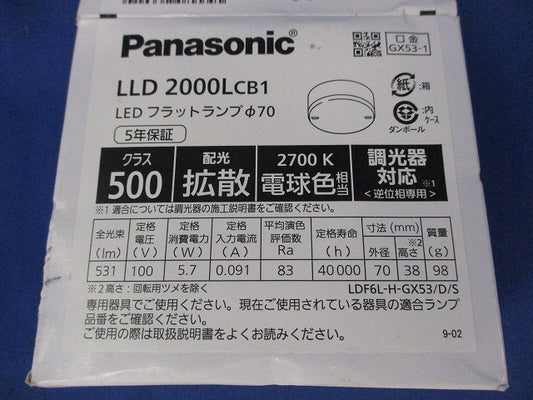 Panasonic®
口金
GX53-1
LLD 2000LCB1
LEDフラットランプφ70
5年保証
紙 :箱
:内ケース
ダンボール
クラス
500
配光
拡散
2700 K
電球色相当
調光器
対応※1
<逆位相専用>
※1 適合については調光器の施工説明書をご確認ください。
全光束 (lm) 定格電圧 (V) 定格消費電力 (W) 定格入力電流 (A) 平均演色評価数 Ra 定格寿命 (h) 寸法 (mm) 外径 高さ※2 質量 (g)
531 100 5.7 0.091 83 40000 70 38 98
※2 高さ:回転用ツメを除く
LDF6L-H-GX53/D/S
専用器具でご使用ください。現在ご使用されている器具の適合ランプ
品番をご確認ください。
ご使用の際は取扱説明書をよくお読みください。
9-02